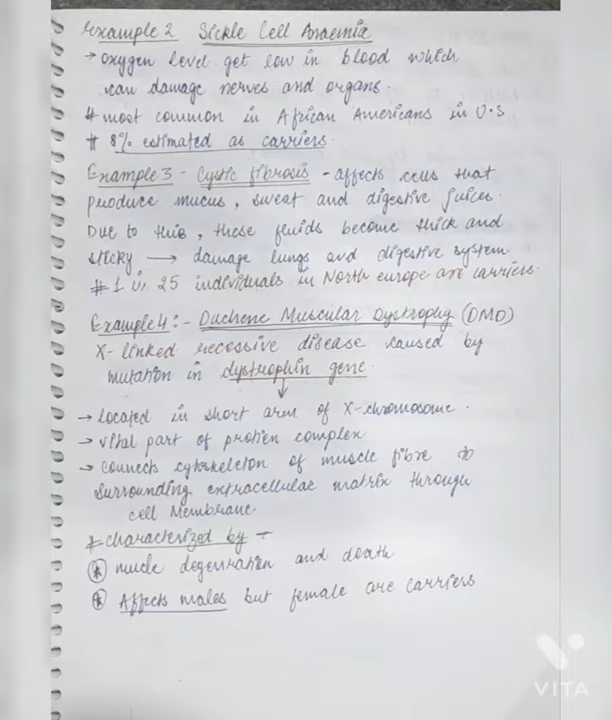 Example 2 Sickle Cell Anaemia
→ oxygen level get low in blood which
can damage nerves and organs.
# most common in African Americans in U.S
# 8% estimated as carriers.
Example 3 - Cystic fibrosis - affects cells that
produce mucus, sweat and digestive juices.
Due to this, these fluids become thick and
sticky → damage lungs and digestive system
# 1 in 25 individuals in North europe are carriers.
Example 4 :- Duchene Muscular Dystrophy (DMD)
X-linked recessive disease caused by
mutation in dystrophin gene.
↓
→ located in short arm of X-chromosome.
→ vital part of protien complex
→ connects cytoskeleton of muscle fibre to
surrounding extracellular matrix through
cell Membrane.
* characterized by -
* muscle degenration and death
* Affects males but female are carriers
VITA